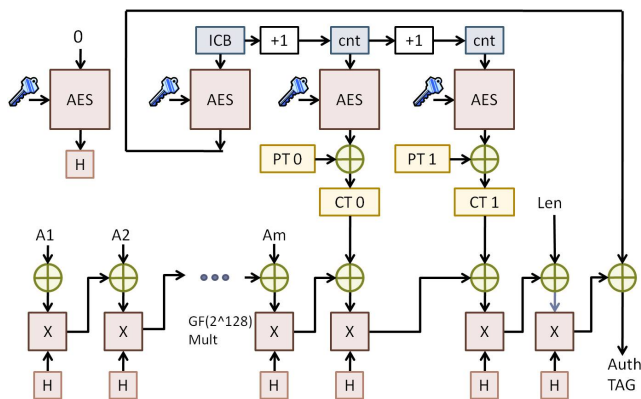 0
ICB
+1
cnt
+1
cnt
AES
AES
AES
AES
H
PT 0
PT 1
CT 0
CT 1
Len
A1
A2
Am
GF(2^128)
Mult
X
X
X
X
X
X
H
H
H
H
H
H
Auth
TAG